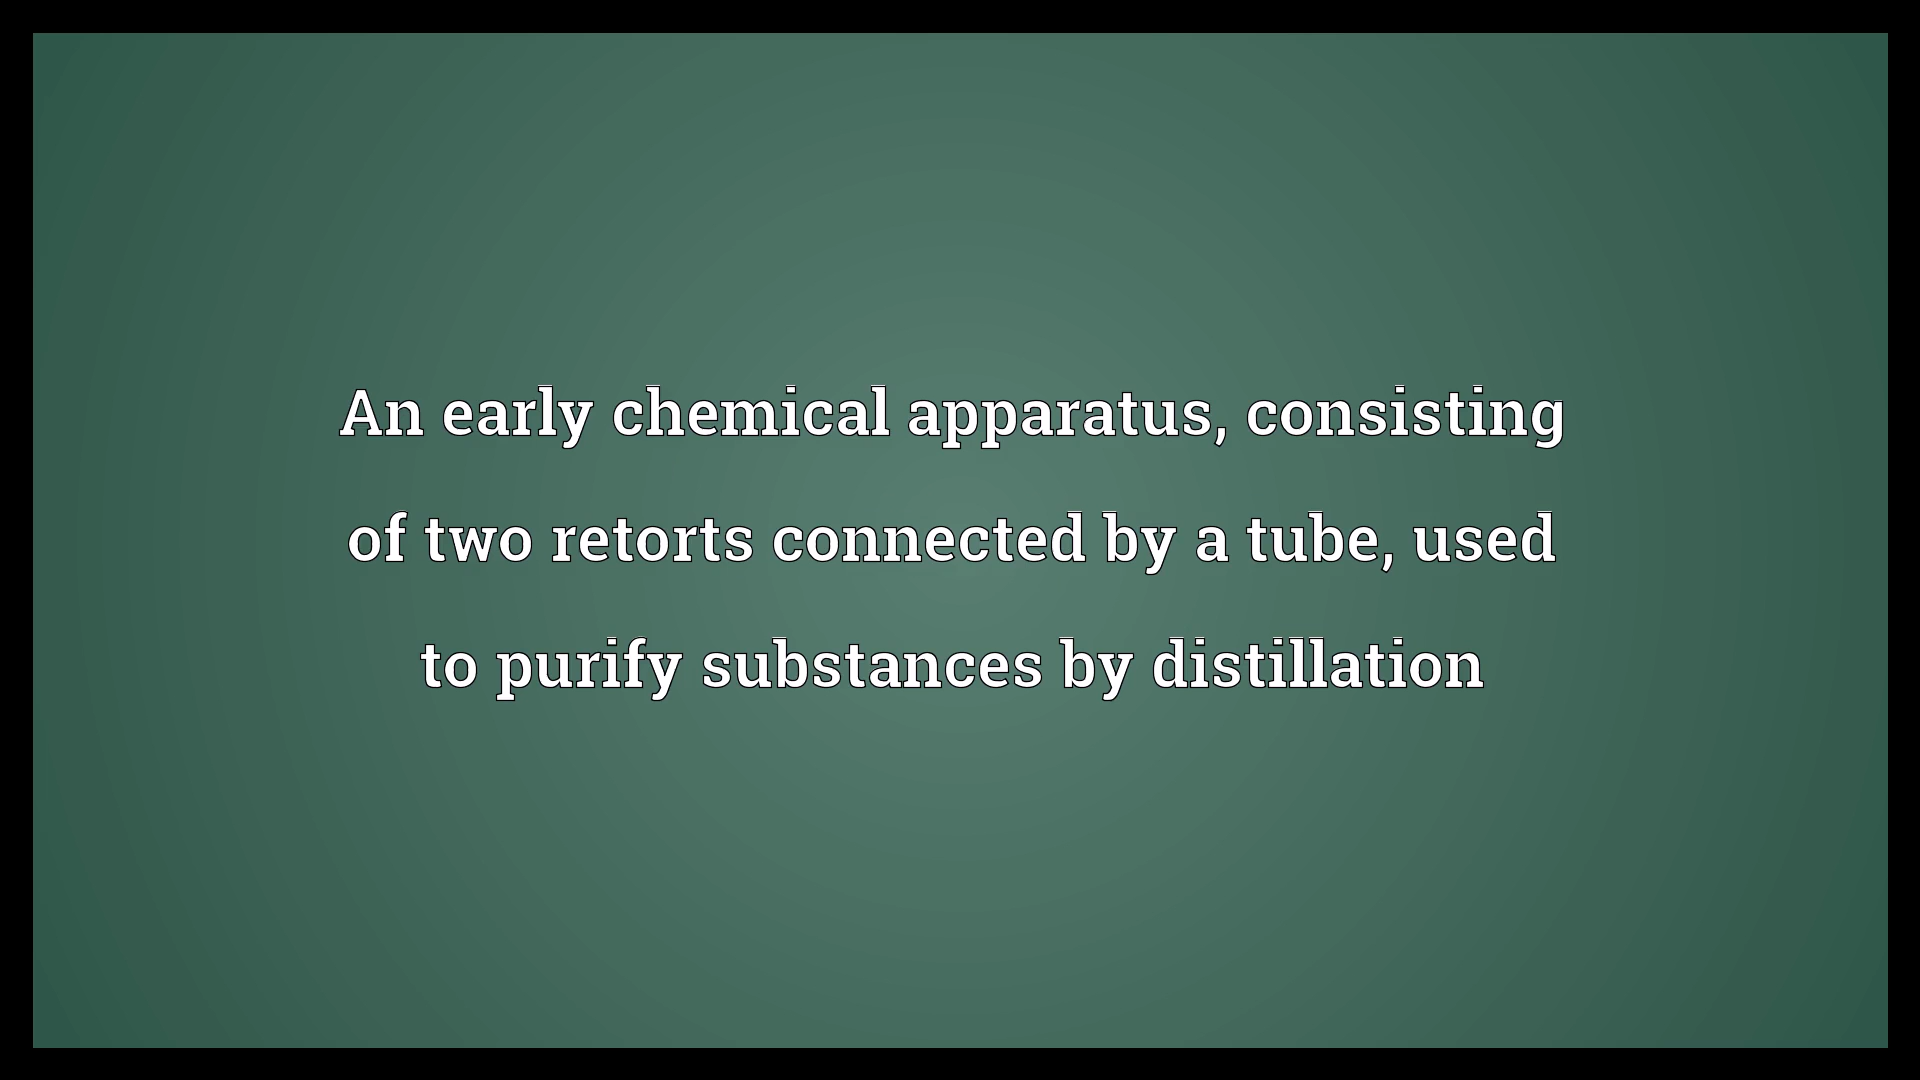 An early chemical apparatus, consisting
of two retorts connected by a tube, used
to purify substances by distillation